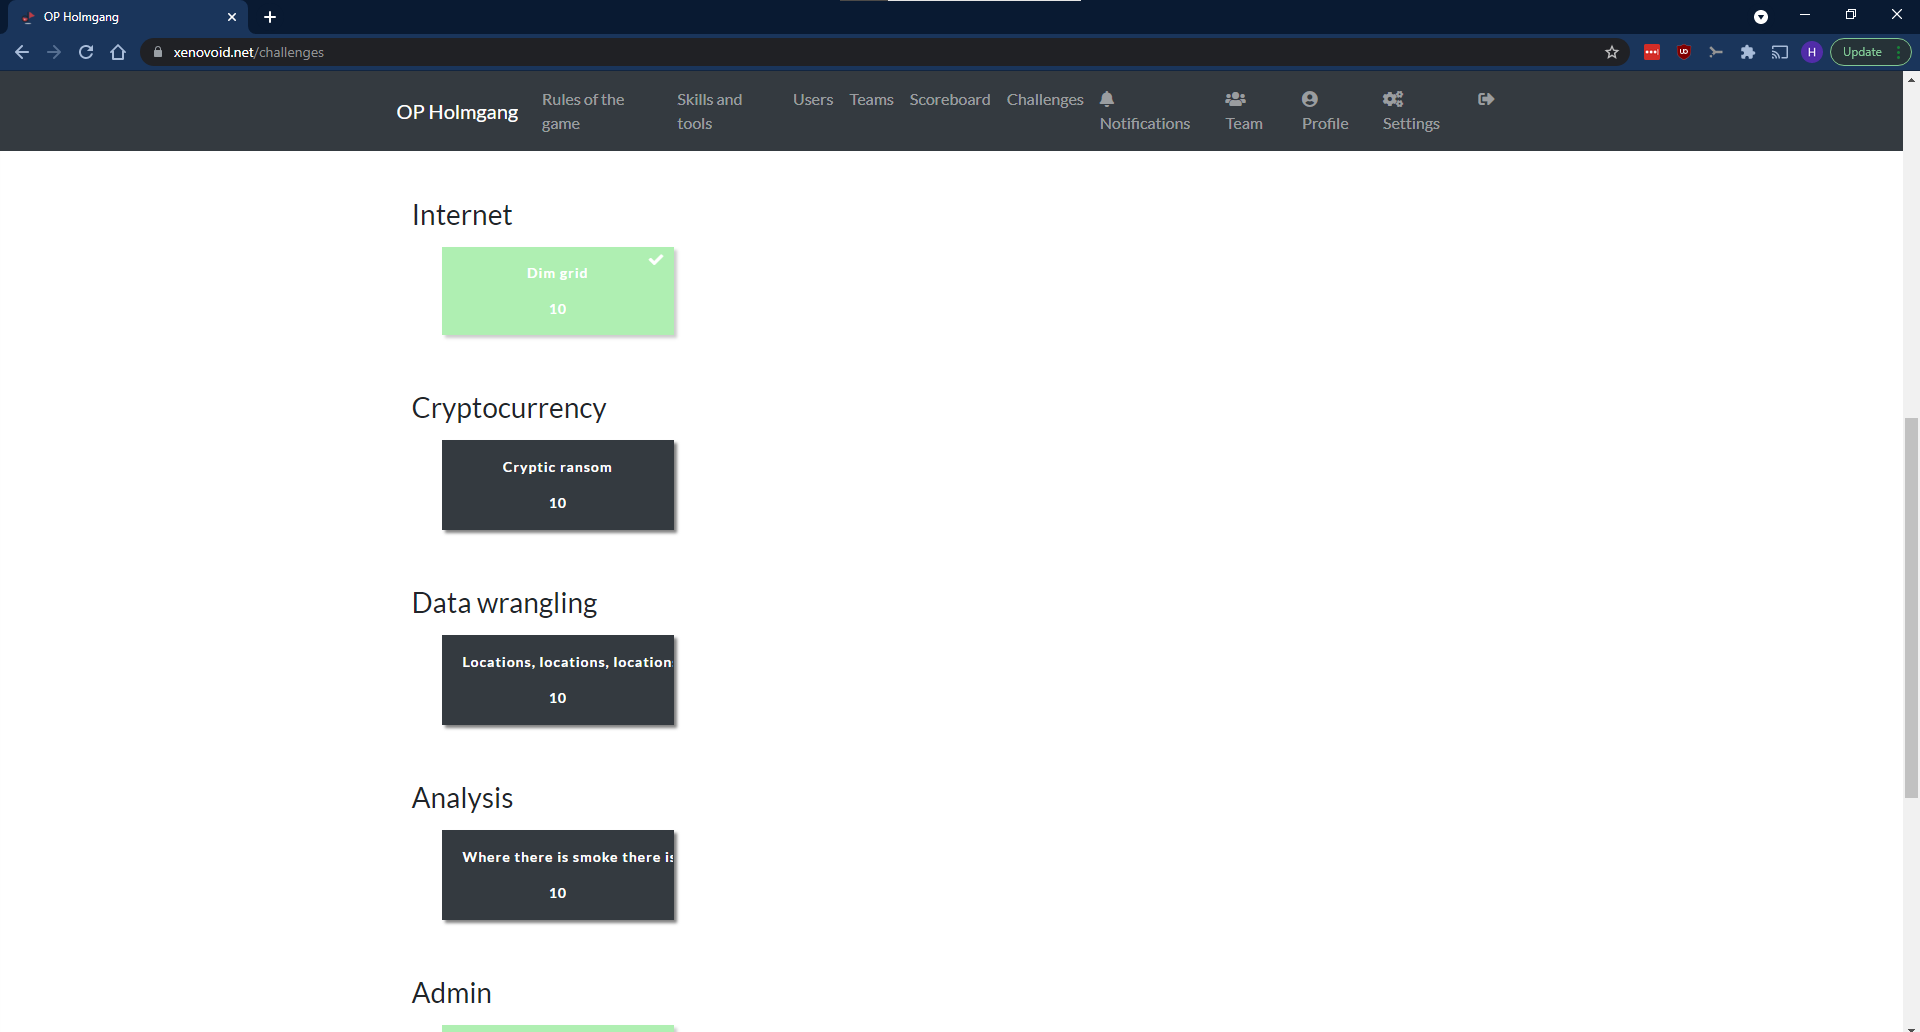 OP Holmgang
xenovoid.net/challenges
H
Update
OP Holmgang
Rules of the
game
Skills and
tools
Users
Teams
Scoreboard
Challenges
Notifications
Team
Profile
Settings
Internet
Dim grid
10
Cryptocurrency
Cryptic ransom
10
Data wrangling
Locations, locations, location
10
Analysis
Where there is smoke there is
10
Admin